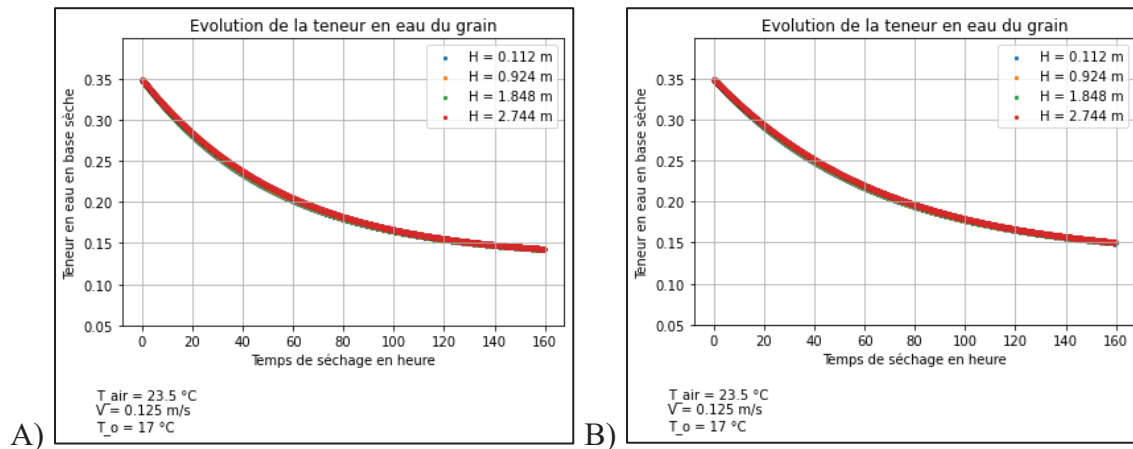 Evolution de la teneur en eau du grain
H = 0.112 m
H = 0.924 m
H = 1.848 m
H = 2.744 m
Teneur en eau en base sèche
0.35
0.30
0.25
0.20
0.15
0.10
0.05
0 20 40 60 80 100 120 140 160
Temps de séchage en heure
T_air = 23.5 °C
V = 0.125 m/s
T_o = 17 °C
A)
Evolution de la teneur en eau du grain
H = 0.112 m
H = 0.924 m
H = 1.848 m
H = 2.744 m
Teneur en eau en base sèche
0.35
0.30
0.25
0.20
0.15
0.10
0.05
0 20 40 60 80 100 120 140 160
Temps de séchage en heure
T_air = 23.5 °C
V = 0.125 m/s
T_o = 17 °C
B)